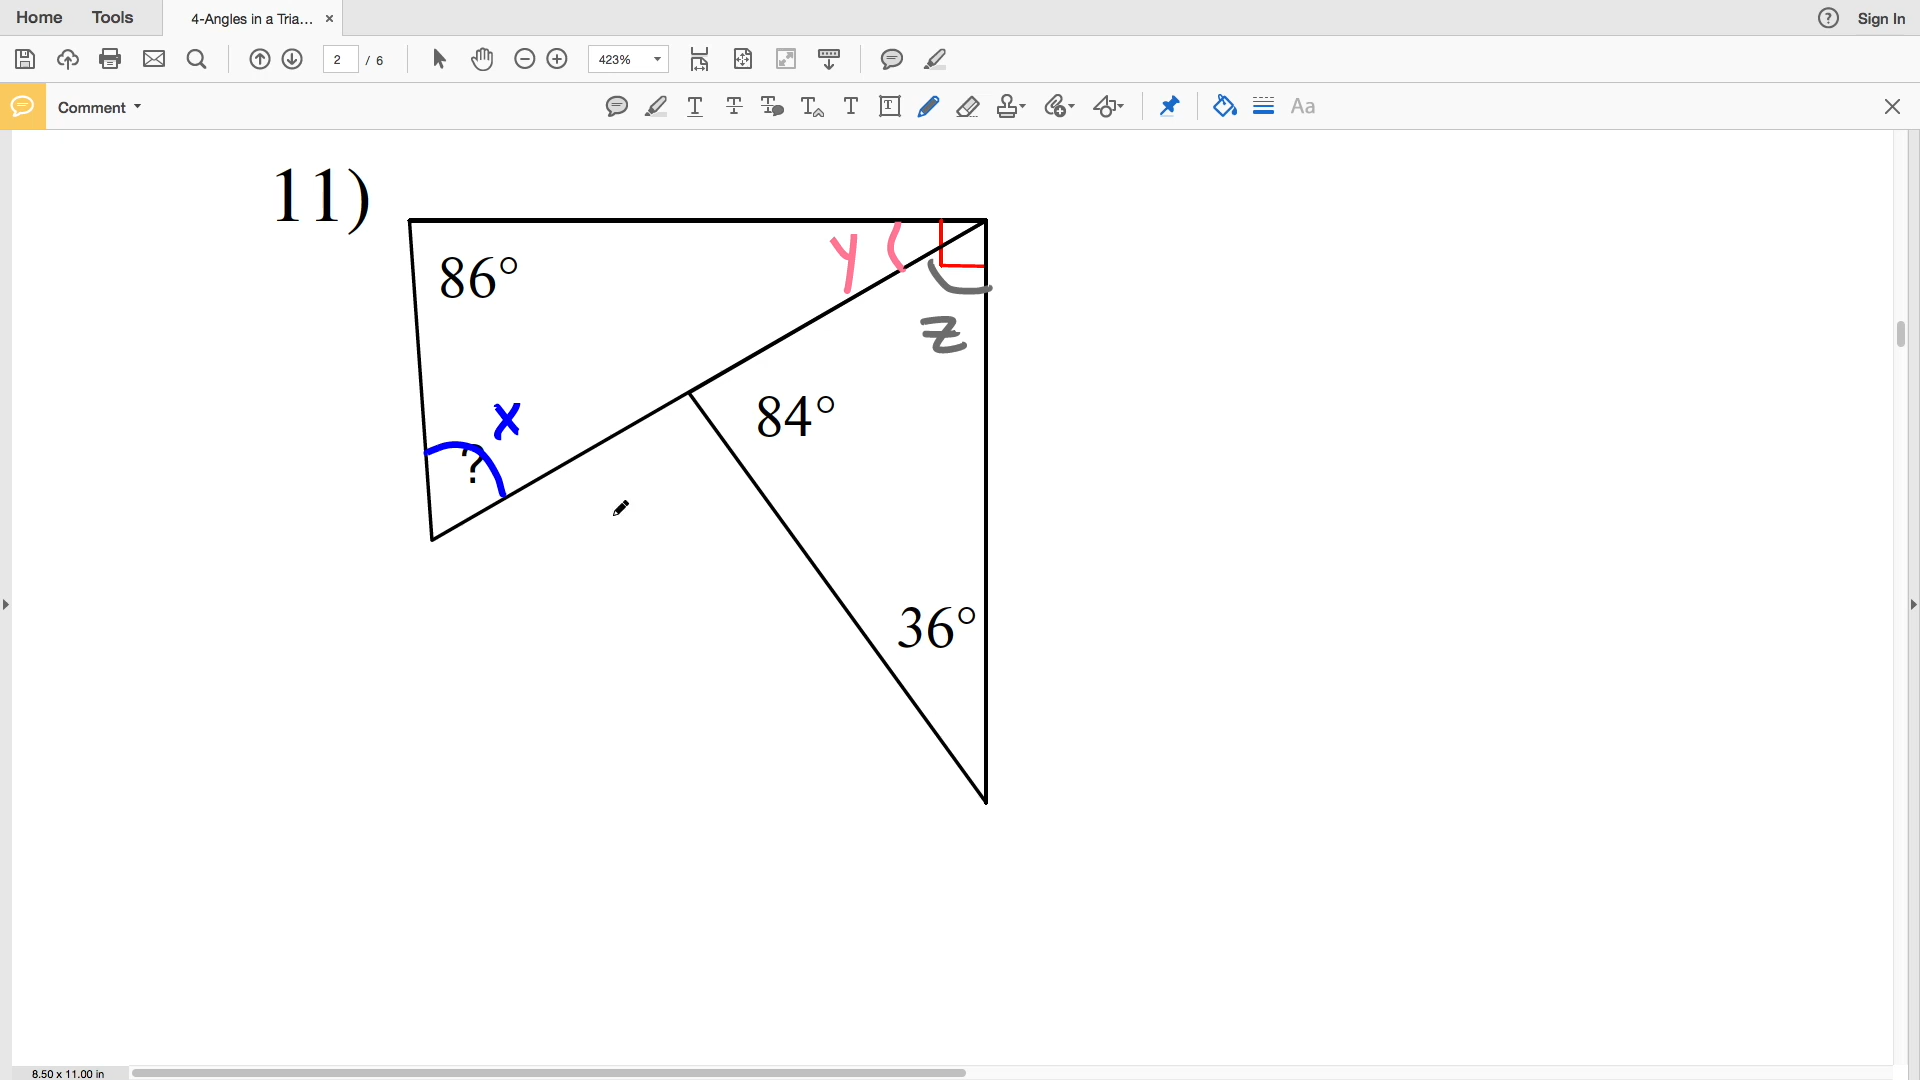 Home Tools 4-Angles in a Tria... × ? Sign In
2 / 6 423%
Comment Aa
11)
86°
y
z
84°
x
?
36°
8.50 x 11.00 in